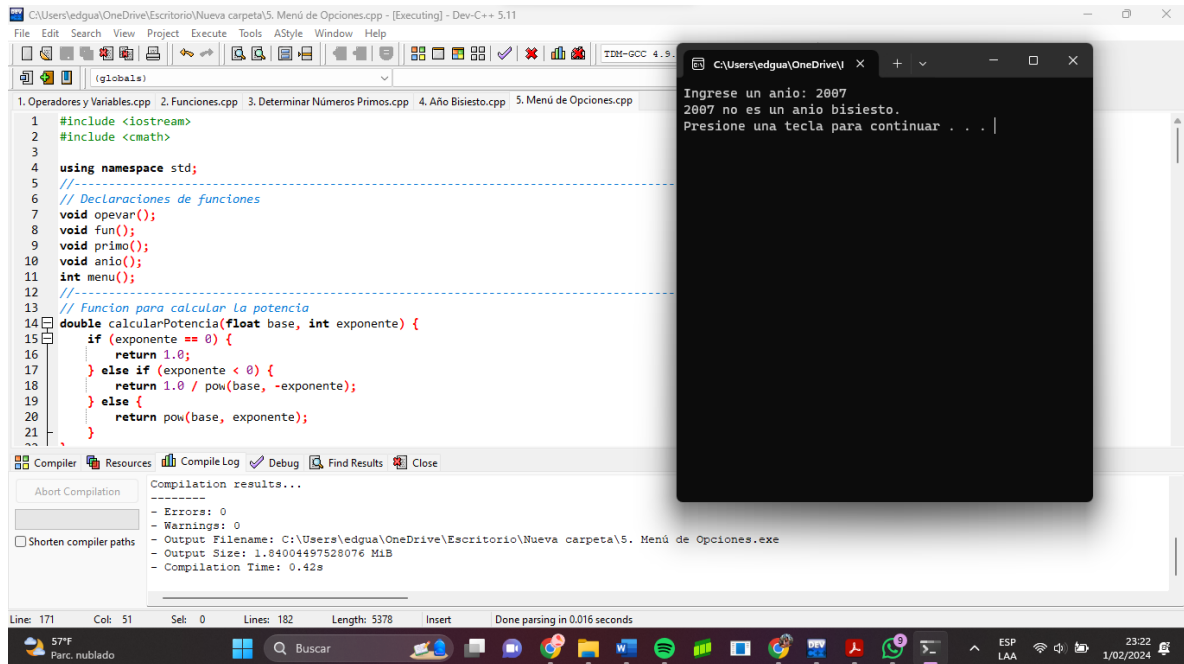 C:\Users\edgua\OneDrive\Escritorio\Nueva carpeta\5. Menú de Opciones.cpp - [Executing] - Dev-C++ 5.11
File Edit Search View Project Execute Tools AStyle Window Help
TDM-GCC 4.9.
(globals)
1. Operadores y Variables.cpp 2. Funciones.cpp 3. Determinar Números Primos.cpp 4. Año Bisiesto.cpp 5. Menú de Opciones.cpp
1 #include <iostream>
2 #include <cmath>
3
4 using namespace std;
5 //----------------------------------------------------------------------------------------
6 // Declaraciones de funciones
7 void opevar();
8 void fun();
9 void primo();
10 void anio();
11 int menu();
12 //----------------------------------------------------------------------------------------
13 // Funcion para calcular la potencia
14 double calcularPotencia(float base, int exponente) {
15 if (exponente == 0) {
16 return 1.0;
17 } else if (exponente < 0) {
18 return 1.0 / pow(base, -exponente);
19 } else {
20 return pow(base, exponente);
21 }
C:\Users\edgua\OneDrive\I
Ingrese un anio: 2007
2007 no es un anio bisiesto.
Presione una tecla para continuar . . .
Compiler Resources Compile Log Debug Find Results Close
Abort Compilation
Shorten compiler paths
Compilation results...
--------
- Errors: 0
- Warnings: 0
- Output Filename: C:\Users\edgua\OneDrive\Escritorio\Nueva carpeta\5. Menú de Opciones.exe
- Output Size: 1.84004497528076 MiB
- Compilation Time: 0.42s
Line: 171 Col: 51 Sel: 0 Lines: 182 Length: 5378 Insert Done parsing in 0.016 seconds
57°F
Parc. nublado
Buscar
9
ESP
LAA
23:22
1/02/2024